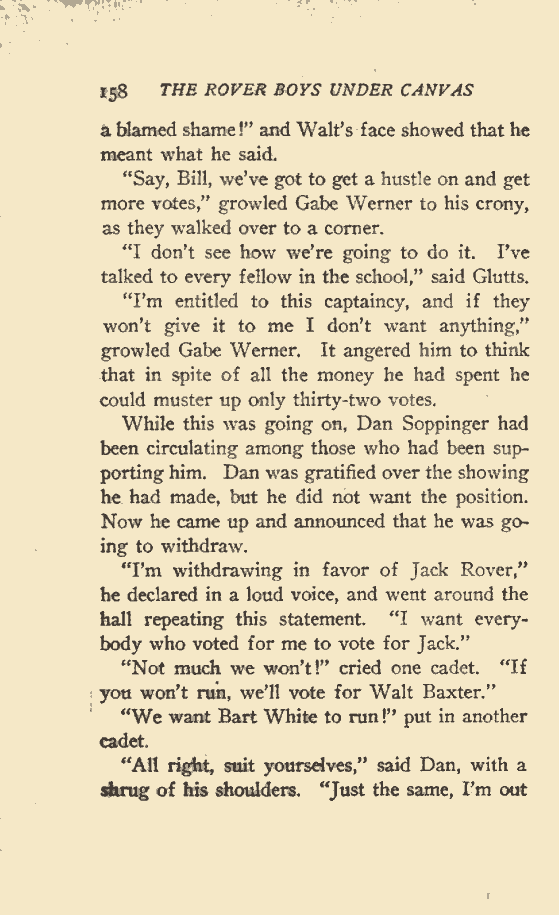 158 THE ROVER BOYS UNDER CANVAS
a blamed shame!” and Walt’s face showed that he
meant what he said.
“Say, Bill, we’ve got to get a hustle on and get
more votes,” growled Gabe Werner to his crony,
as they walked over to a corner.
“I don’t see how we’re going to do it. I’ve
talked to every fellow in the school,” said Glutts.
“I’m entitled to this captaincy, and if they
won’t give it to me I don’t want anything,”
growled Gabe Werner. It angered him to think
that in spite of all the money he had spent he
could muster up only thirty-two votes.
While this was going on, Dan Soppinger had
been circulating among those who had been sup-
porting him. Dan was gratified over the showing
he had made, but he did not want the position.
Now he came up and announced that he was go-
ing to withdraw.
“I’m withdrawing in favor of Jack Rover,”
he declared in a loud voice, and went around the
hall repeating this statement. “I want every-
body who voted for me to vote for Jack.”
“Not much we won’t!” cried one cadet. “If
you won’t run, we’ll vote for Walt Baxter.”
“We want Bart White to run!” put in another
cadet.
“All right, suit yourselves,” said Dan, with a
shrug of his shoulders. “Just the same, I’m out